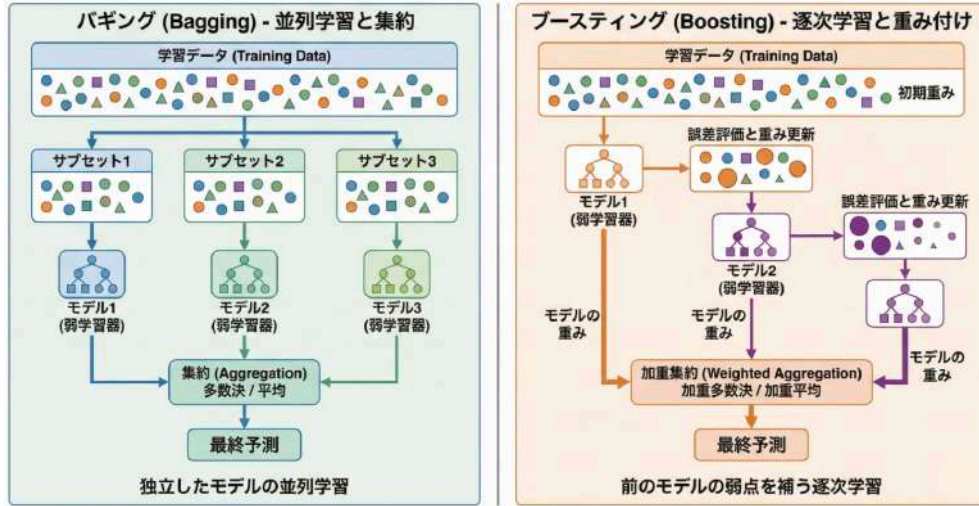 バギング (Bagging) - 並列学習と集約
学習データ (Training Data)
サブセット1
サブセット2
サブセット3
モデル1
(弱学習器)
モデル2
(弱学習器)
モデル3
(弱学習器)
集約 (Aggregation)
多数決 / 平均
最終予測
独立したモデルの並列学習
ブースティング (Boosting) - 逐次学習と重み付け
学習データ (Training Data)
初期重み
誤差評価と重み更新
モデル1
(弱学習器)
誤差評価と重み更新
モデル2
(弱学習器)
モデルの
重み
モデルの
重み
モデルの
重み
加重集約 (Weighted Aggregation)
加重多数決 / 加重平均
最終予測
前のモデルの弱点を補う逐次学習